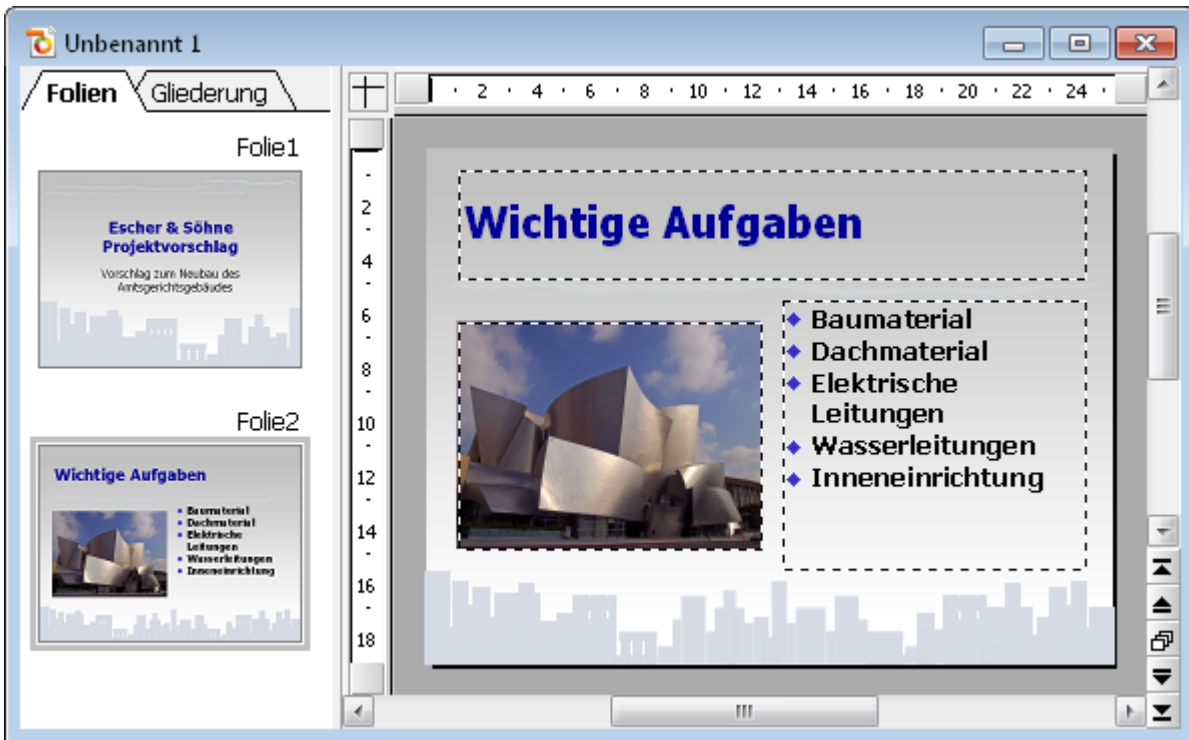 Unbenannt 1
Folien Gliederung
2 4 6 8 10 12 14 16 18 20 22 24
Folie1
Escher & Söhne
Projektvorschlag
Vorschlag zum Neubau des
Amtsgerichtsgebäudes
Folie2
Wichtige Aufgaben
Baumaterial
Dachmaterial
Elektrische
Leitungen
Wasserleitungen
Inneneinrichtung
2
4
6
8
10
12
14
16
18
Wichtige Aufgaben
Baumaterial
Dachmaterial
Elektrische
Leitungen
Wasserleitungen
Inneneinrichtung